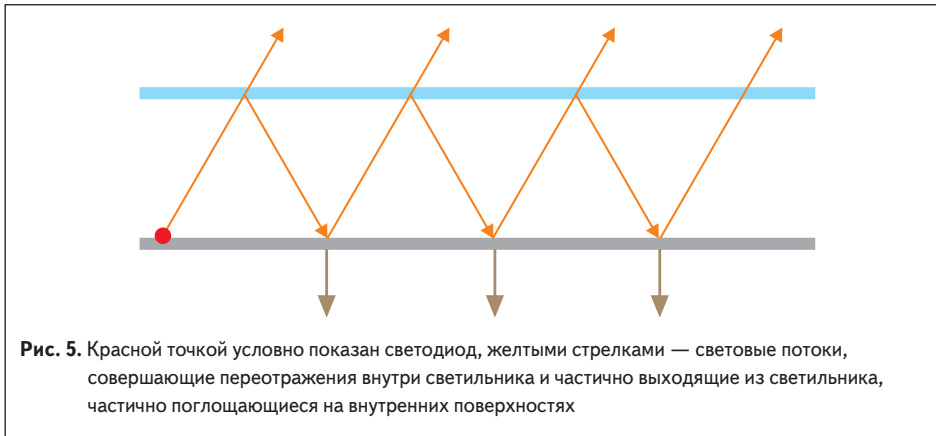 Рис. 5. Красной точкой условно показан светодиод, желтыми стрелками — световые потоки,
совершающие переотражения внутри светильника и частично выходящие из светильника,
частично поглощающиеся на внутренних поверхностях